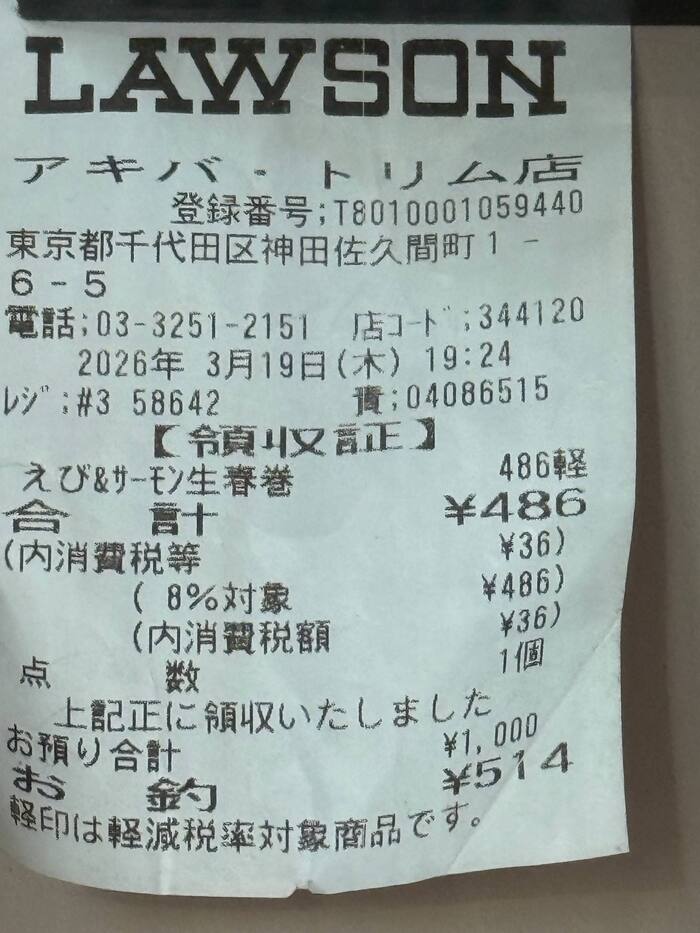 LAWSON
アキバ・トリム店
登録番号;T8010001059440
東京都千代田区神田佐久間町1-
6-5
電話;03-3251-2151 店コード;344120
2026年 3月19日(木) 19:24
レジ;#3 58642 責;04086515
【領収証】
えび&サーモン生春巻 486軽
合計 ¥486
(内消費税等 ¥36)
( 8%対象 ¥486)
(内消費税額 ¥36)
点数 1個
上記正に領収いたしました
お預り合計 ¥1,000
お釣 ¥514
軽印は軽減税率対象商品です。